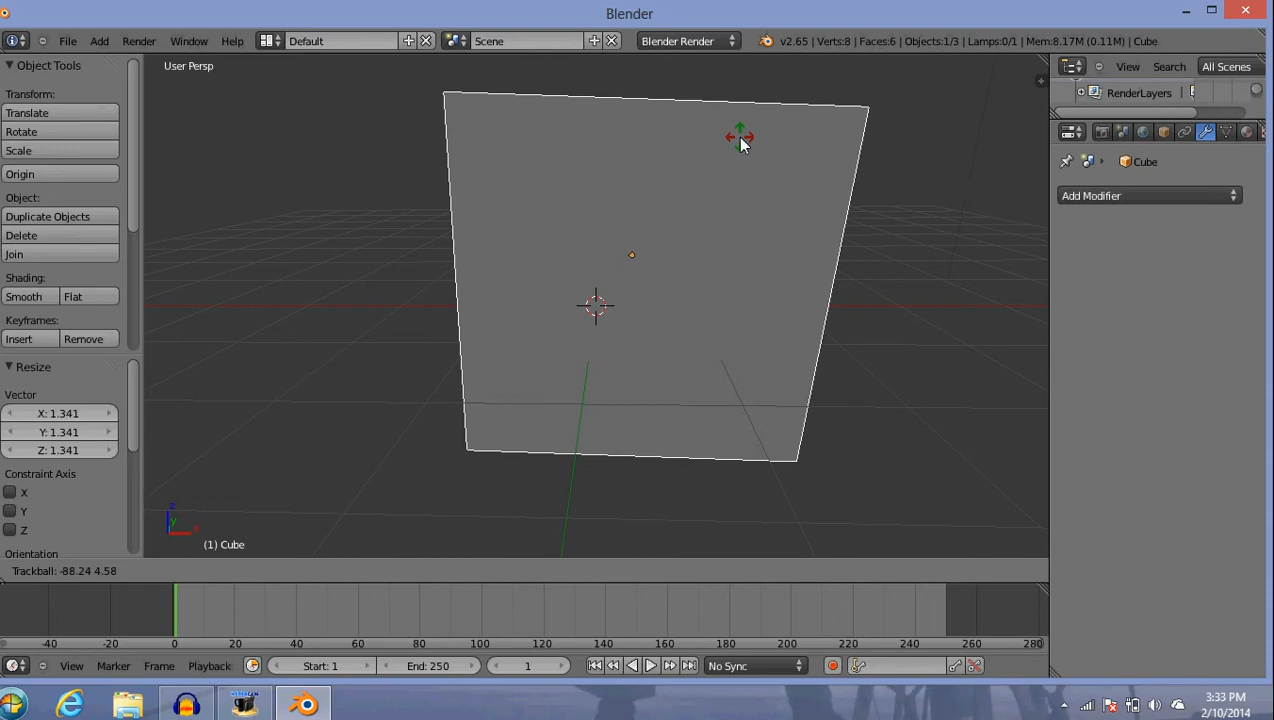 Blender
File Add Render Window Help Default Scene Blender Render v2.65 | Verts:8 | Faces:6 | Objects:1/3 | Lamps:0/1 | Mem:8.17M (0.11M) | Cube
Object Tools
Transform:
Translate
Rotate
Scale
Origin
Object:
Duplicate Objects
Delete
Join
Shading:
Smooth Flat
Keyframes:
Insert Remove
Resize
Vector
X: 1.341
Y: 1.341
Z: 1.341
Constraint Axis
X
Y
Z
Orientation
User Persp
z
y
x
(1) Cube
View Search All Scenes
RenderLayers
Cube
Add Modifier
Trackball: -88.24 4.58
-40 -20 0 20 40 60 80 100 120 140 160 180 200 220 240 260 280
View Marker Frame Playback Start: 1 End: 250 1 No Sync
3:33 PM
2/10/2014